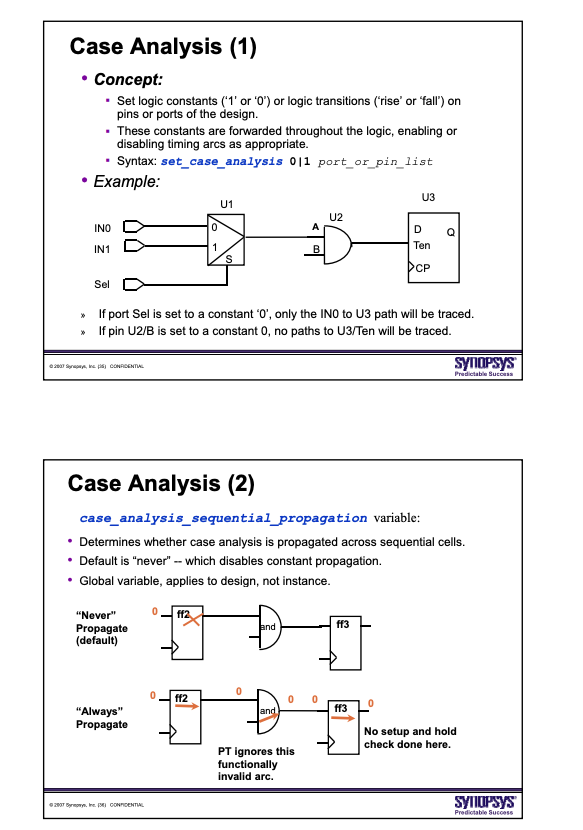 Case Analysis (1)
• Concept:
▪ Set logic constants (‘1’ or ‘0’) or logic transitions (‘rise’ or ‘fall’) on
pins or ports of the design.
▪ These constants are forwarded throughout the logic, enabling or
disabling timing arcs as appropriate.
▪ Syntax: set_case_analysis 0|1 port_or_pin_list
• Example:
U1
U2
U3
IN0
IN1
Sel
0
1
S
A
B
D
Q
Ten
CP
» If port Sel is set to a constant ‘0’, only the IN0 to U3 path will be traced.
» If pin U2/B is set to a constant 0, no paths to U3/Ten will be traced.
© 2007 Synopsys, Inc. (35) CONFIDENTIAL
SYNOPSYS®
Predictable Success
Case Analysis (2)
case_analysis_sequential_propagation variable:
• Determines whether case analysis is propagated across sequential cells.
• Default is “never” -- which disables constant propagation.
• Global variable, applies to design, not instance.
“Never”
Propagate
(default)
0
ff2
and
ff3
“Always”
Propagate
0
ff2
0
and
0
0
ff3
0
No setup and hold
check done here.
PT ignores this
functionally
invalid arc.
© 2007 Synopsys, Inc. (36) CONFIDENTIAL
SYNOPSYS®
Predictable Success